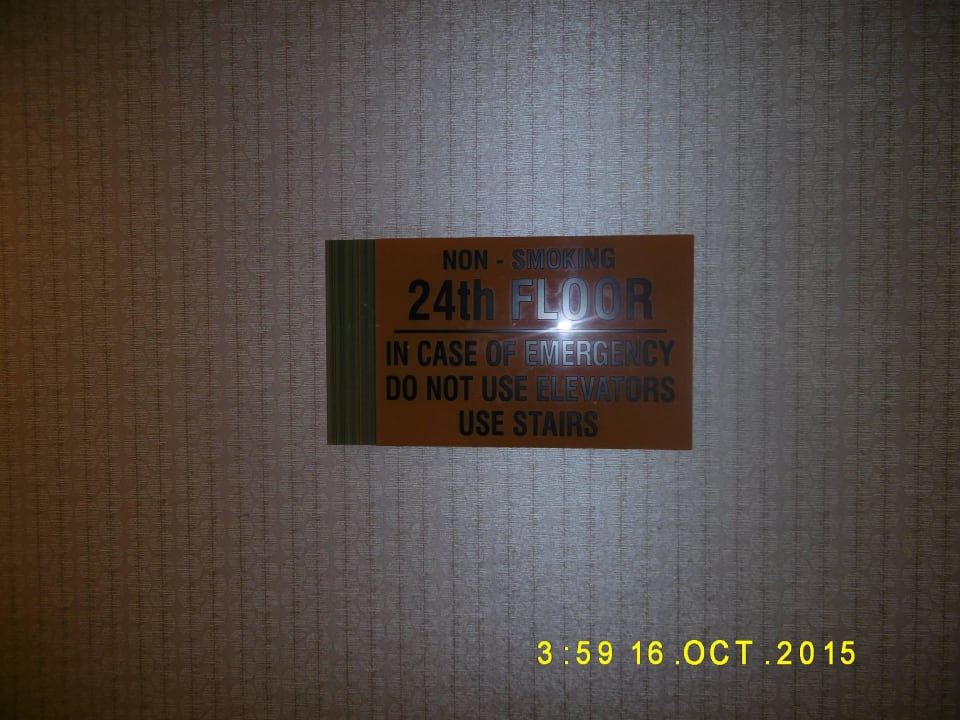 NON - SMOKING
24th FLOOR
IN CASE OF EMERGENCY
DO NOT USE ELEVATORS
USE STAIRS
3:59 16.OCT.2015